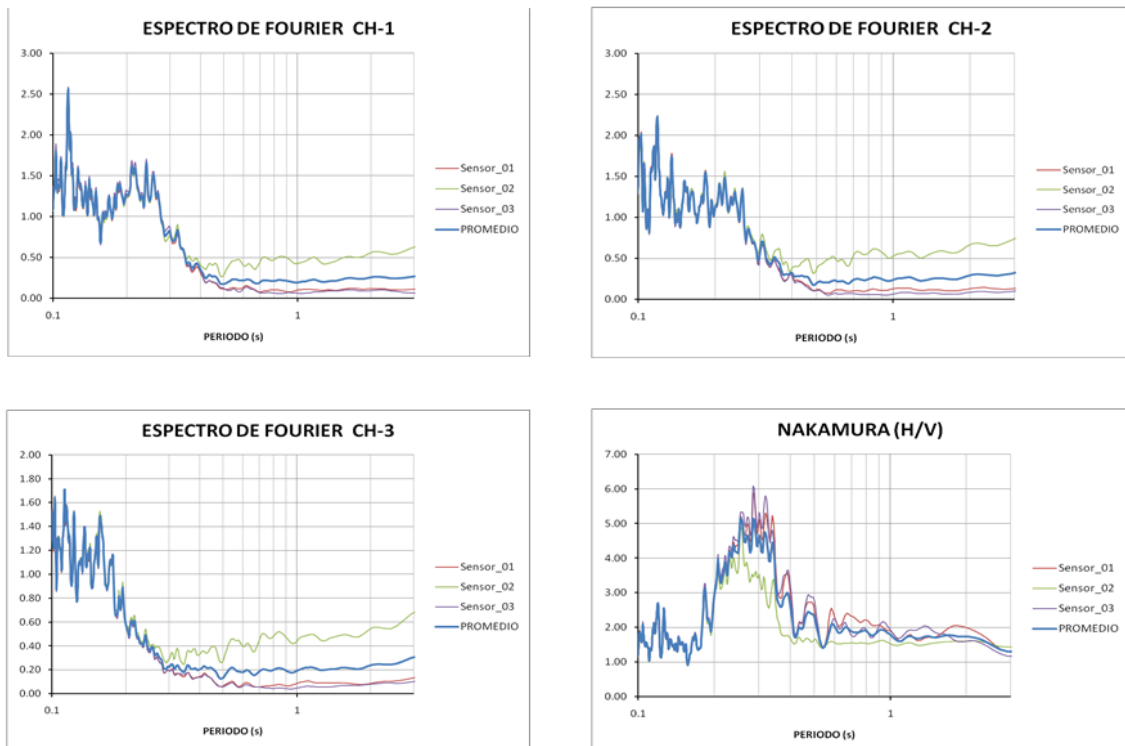 ESPECTRO DE FOURIER CH-1
3.00
2.50
2.00
1.50
1.00
0.50
0.00
0.1
1
PERIODO (s)
Sensor_01
Sensor_02
Sensor_03
PROMEDIO
ESPECTRO DE FOURIER CH-2
3.00
2.50
2.00
1.50
1.00
0.50
0.00
0.1
1
PERIODO (s)
Sensor_01
Sensor_02
Sensor_03
PROMEDIO
ESPECTRO DE FOURIER CH-3
2.00
1.80
1.60
1.40
1.20
1.00
0.80
0.60
0.40
0.20
0.00
0.1
1
PERIODO (s)
Sensor_01
Sensor_02
Sensor_03
PROMEDIO
NAKAMURA (H/V)
7.00
6.00
5.00
4.00
3.00
2.00
1.00
0.00
0.1
1
PERIODO (s)
Sensor_01
Sensor_02
Sensor_03
PROMEDIO